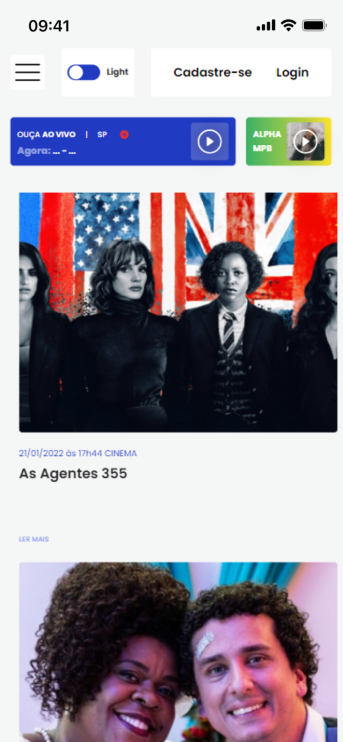 09:41
Light
Cadastre-se Login
OUÇA AO VIVO | SP
Agora: ... - ...
ALPHA
MPB
21/01/2022 às 17h44 CINEMA
As Agentes 355
LER MAIS